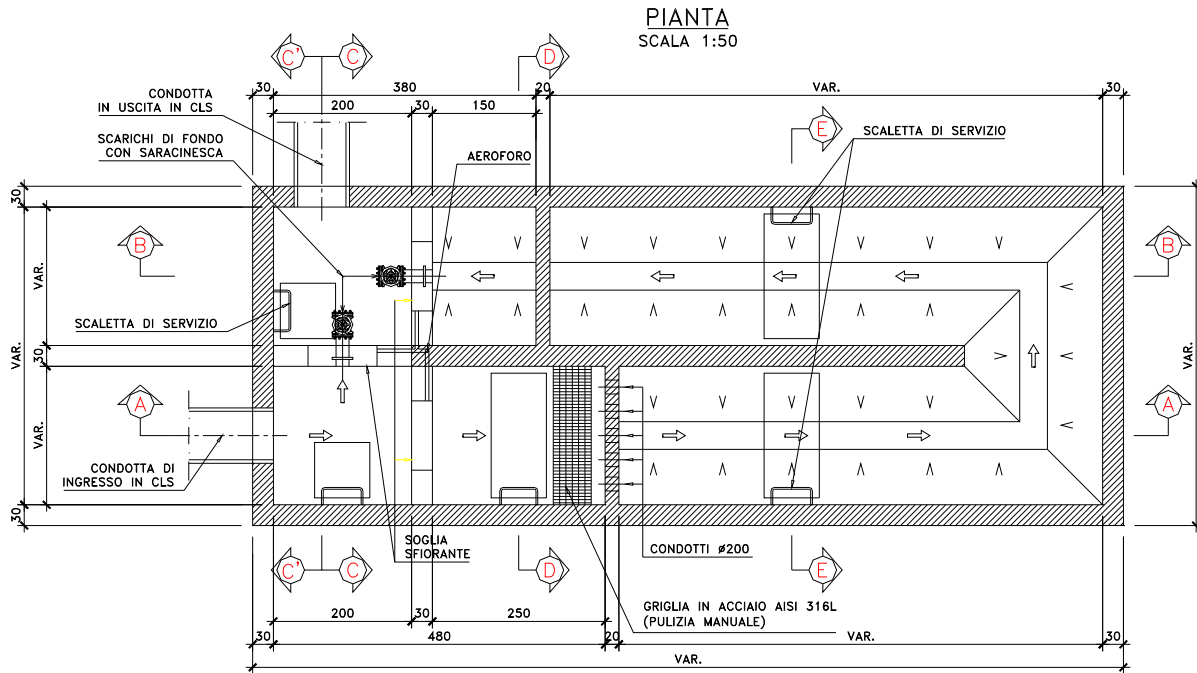 PIANTA
SCALA 1:50
C'
C
D
30
380
20
VAR.
30
200
30
150
CONDOTTA
IN USCITA IN CLS
SCARICHI DI FONDO
CON SARACINESCA
AEROFORO
E
SCALETTA DI SERVIZIO
30
B
B
VAR.
SCALETTA DI SERVIZIO
VAR.
30
VAR.
A
A
VAR.
CONDOTTA DI
INGRESSO IN CLS
30
SOGLIA
SFIORANTE
CONDOTTI ø200
C'
C
D
E
GRIGLIA IN ACCIAIO AISI 316L
(PULIZIA MANUALE)
200
30
250
30
480
20
VAR.
30
VAR.